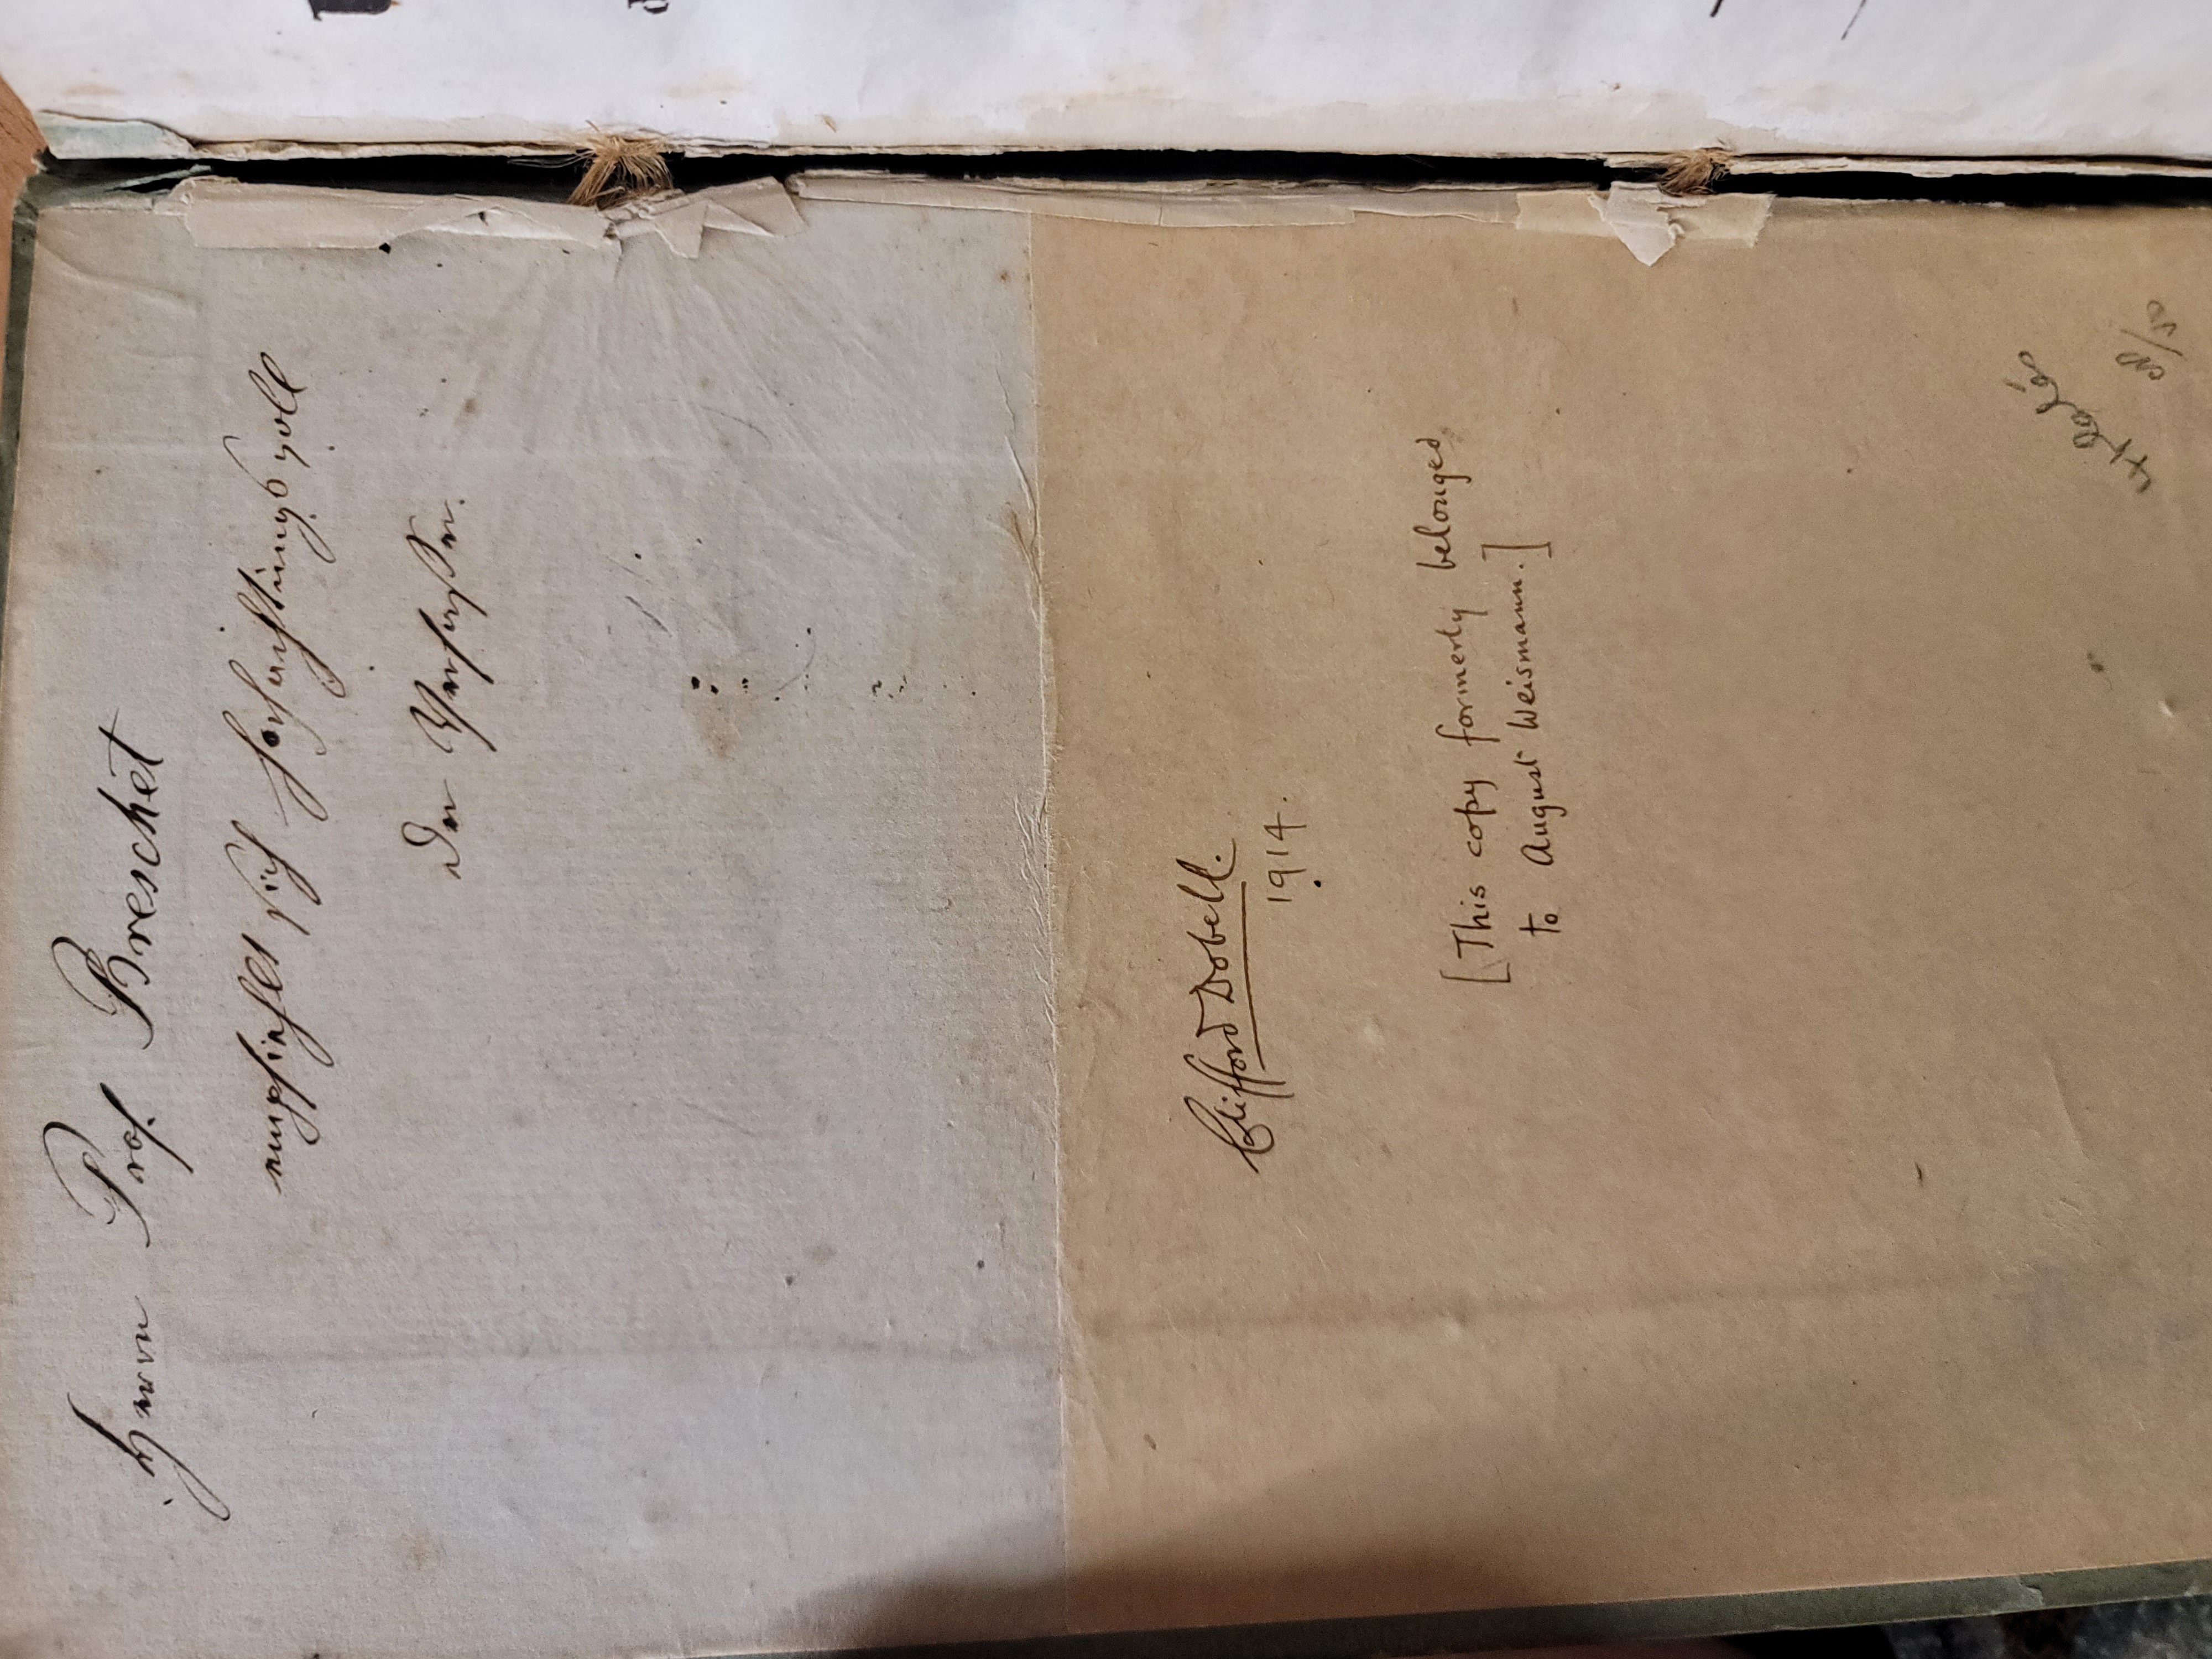 Herrn Prof. Breschet
empfiehlt sich hochachtungsvoll
der Verfasser.
Clifford Dobell.
1914.
[This copy formerly belonged
to August Weismann.]
4 plates